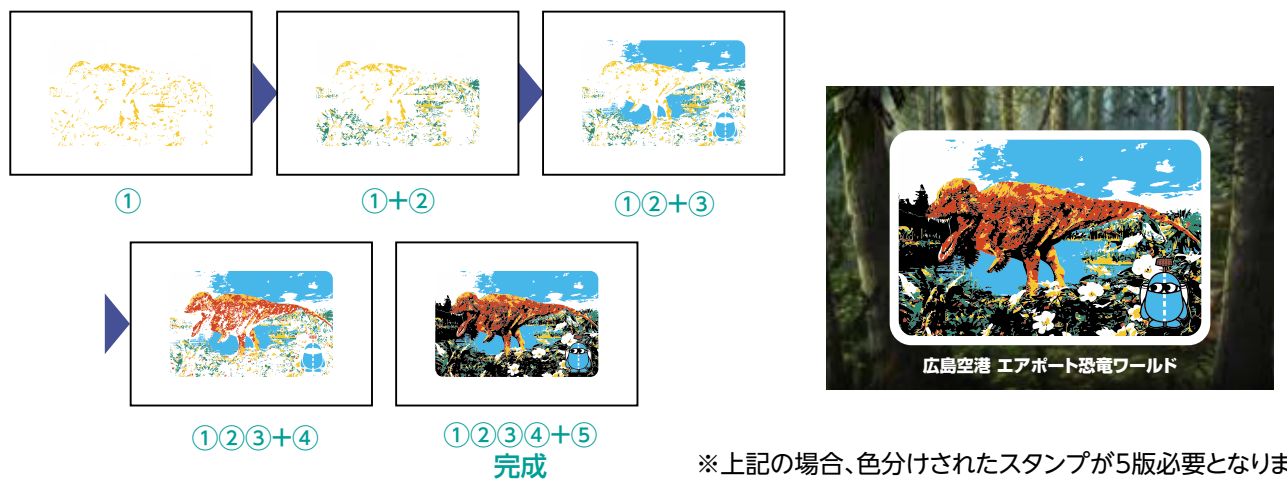 ①
①＋②
①②＋③
①②③＋④
①②③④＋⑤
完成
広島空港 エアポート恐竜ワールド
※上記の場合、色分けされたスタンプが5版必要となりま